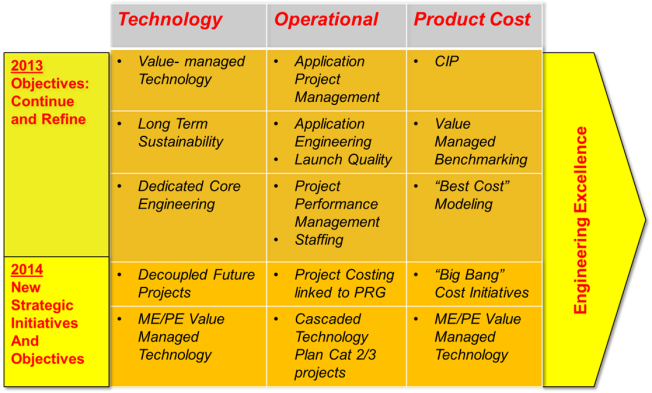 Technology
Operational
Product Cost
2013
Objectives:
Continue
and Refine
• Value- managed
Technology
• Application
Project
Management
• CIP
• Long Term
Sustainability
• Application
Engineering
• Launch Quality
• Value
Managed
Benchmarking
• Dedicated Core
Engineering
• Project
Performance
Management
• Staffing
• “Best Cost”
Modeling
2014
New
Strategic
Initiatives
And
Objectives
• Decoupled Future
Projects
• Project Costing
linked to PRG
• “Big Bang”
Cost Initiatives
• ME/PE Value
Managed
Technology
• Cascaded
Technology
Plan Cat 2/3
projects
• ME/PE Value
Managed
Technology
Engineering Excellence